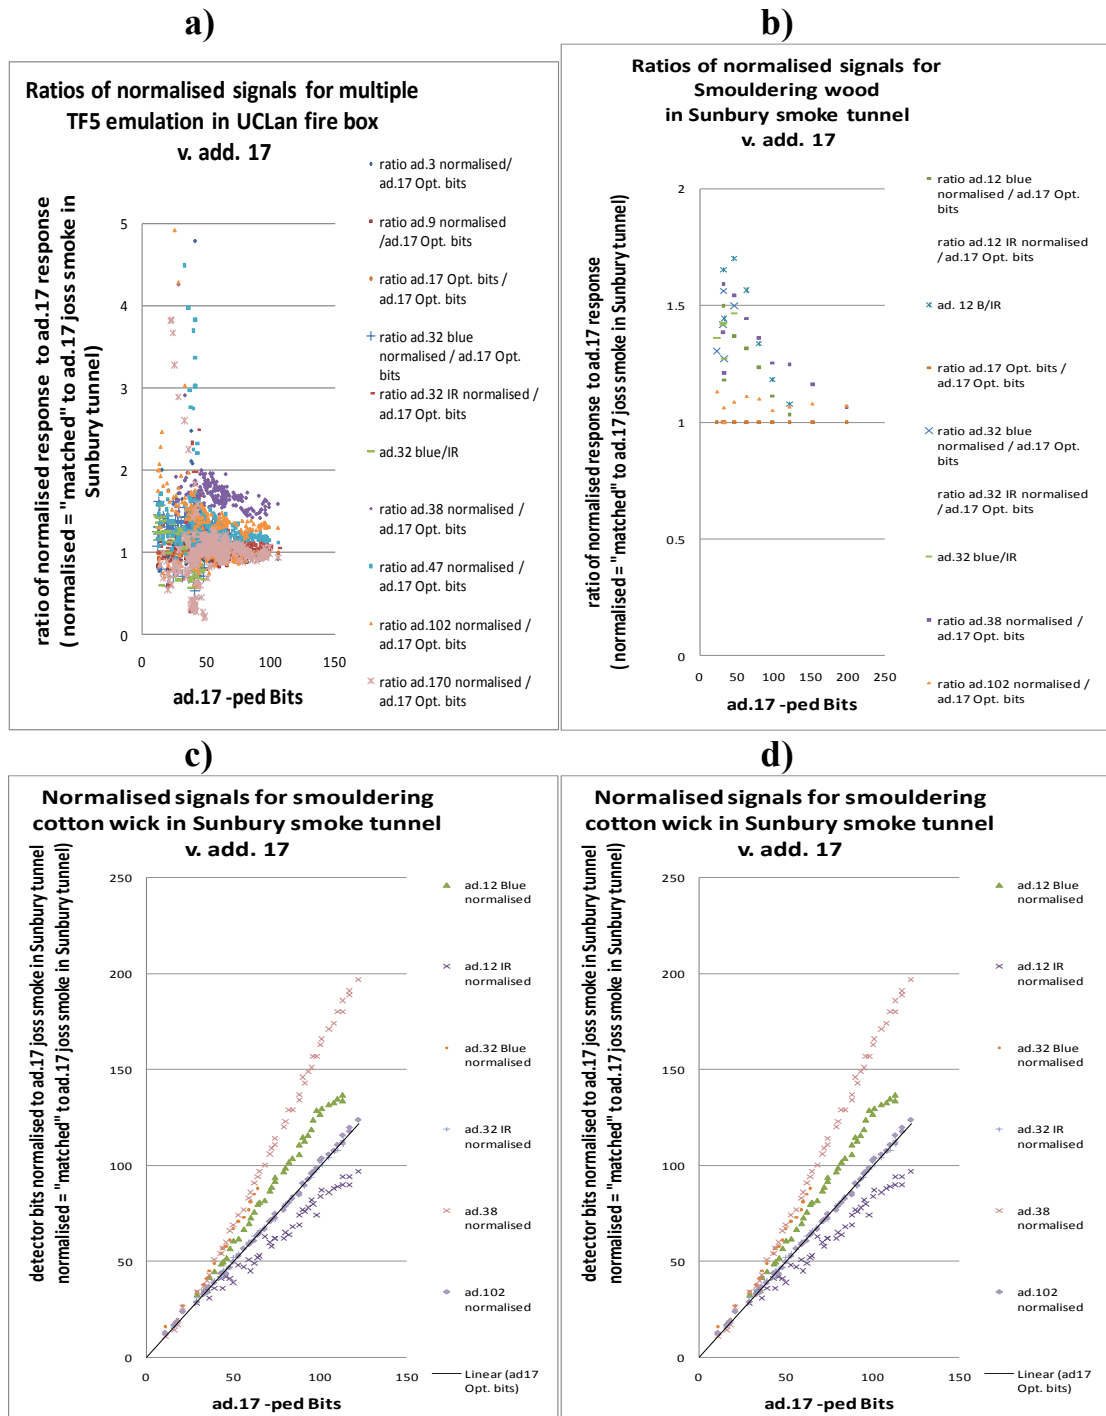 a)
Ratios of normalised signals for multiple
TF5 emulation in UCLan fire box
v. add. 17
ratio of normalised response to ad.17 response
( normalised = "matched" to ad.17 joss smoke in
Sunbury tunnel)
5
4
3
2
1
0
0
50
100
150
ad.17 -ped Bits
ratio ad.3 normalised/
ad.17 Opt. bits
ratio ad.9 normalised
/ad.17 Opt. bits
ratio ad.17 Opt. bits /
ad.17 Opt. bits
ratio ad.32 blue
normalised / ad.17 Opt.
bits
ratio ad.32 IR normalised
/ ad.17 Opt. bits
ad.32 blue/IR
ratio ad.38 normalised /
ad.17 Opt. bits
ratio ad.47 normalised /
ad.17 Opt. bits
ratio ad.102 normalised /
ad.17 Opt. bits
ratio ad.170 normalised /
ad.17 Opt. bits
b)
Ratios of normalised signals for
Smouldering wood
in Sunbury smoke tunnel
v. add. 17
ratio of normalised response to ad.17 response
( normalised = "matched" to ad.17 joss smoke in Sunbury tunnel)
2
1.5
1
0.5
0
0
50
100
150
200
250
ad.17 -ped Bits
ratio ad.12 blue
normalised / ad.17 Opt.
bits
ratio ad.12 IR normalised
/ ad.17 Opt. bits
ad. 12 B/IR
ratio ad.17 Opt. bits /
ad.17 Opt. bits
ratio ad.32 blue
normalised / ad.17 Opt.
bits
ratio ad.32 IR normalised
/ ad.17 Opt. bits
ad.32 blue/IR
ratio ad.38 normalised /
ad.17 Opt. bits
ratio ad.102 normalised /
ad.17 Opt. bits
c)
Normalised signals for smouldering
cotton wick in Sunbury smoke tunnel
v. add. 17
detector bits normalised to ad.17 joss smoke in Sunbury tunnel
normalised = "matched" to ad.17 joss smoke in Sunbury tunnel)
250
200
150
100
50
0
0
50
100
150
ad.17 -ped Bits
ad.12 Blue
normalised
ad.12 IR
normalised
ad.32 Blue
normalised
ad.32 IR
normalised
ad.38
normalised
ad.102
normalised
Linear (ad17
Opt. bits)
d)
Normalised signals for smouldering
cotton wick in Sunbury smoke tunnel
v. add. 17
detector bits normalised to ad.17 joss smoke in Sunbury tunnel
normalised = "matched" to ad.17 joss smoke in Sunbury tunnel)
250
200
150
100
50
0
0
50
100
150
ad.17 -ped Bits
ad.12 Blue
normalised
ad.12 IR
normalised
ad.32 Blue
normalised
ad.32 IR
normalised
ad.38
normalised
ad.102
normalised
Linear (ad17
Opt. bits)